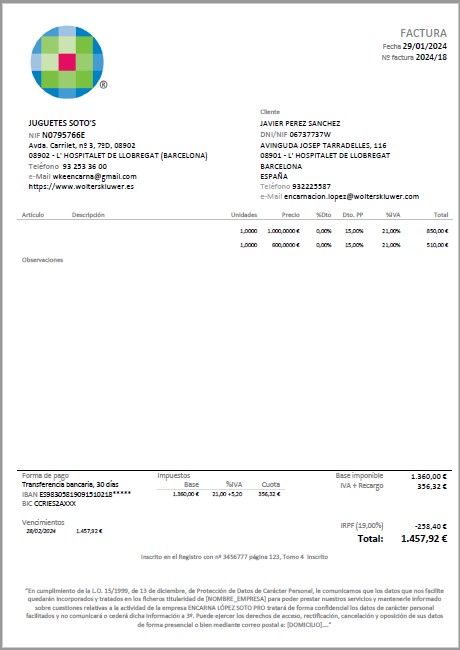 FACTURA
Fecha 29/01/2024
Nº factura 2024/18
®
JUGUETES SOTO'S
NIF N0795766E
Avda. Carrilet, nº 3, 79D, 08902
08902 - L' HOSPITALET DE LLOBREGAT (BARCELONA)
Teléfono 93 253 36 00
e-Mail wkeencarna@gmail.com
https://www.wolterskluwer.es
Cliente
JAVIER PEREZ SANCHEZ
DNI/NIF 06737737W
AVINGUDA JOSEP TARRADELLES, 116
08901 - L' HOSPITALET DE LLOBREGAT
BARCELONA
ESPAÑA
Teléfono 932225587
e-Mail encarnacion.lopez@wolterskluwer.com
Artículo Descripción Unidades Precio %Dto Dto. PP %IVA Total
1,0000 1.000,0000 € 0,00% 15,00% 21,00% 850,00 €
1,0000 600,0000 € 0,00% 15,00% 21,00% 510,00 €
Observaciones
Forma de pago
Transferencia bancaria, 30 días
IBAN ES98305819091510218*****
BIC CCRIES2AXXX
Vencimientos
28/02/2024 1.457,92 €
Impuestos
Base %IVA Cuota
1.360,00 € 21,00 +5,20 356,32 €
Base imponible 1.360,00 €
IVA + Recargo 356,32 €
IRPF (19,00%) -258,40 €
Total: 1.457,92 €
Inscrito en el Registro con nº 3456777 página 123, Tomo 4 Inscrito
"En cumplimiento de la L.O. 15/1999, de 13 de diciembre, de Protección de Datos de Carácter Personal, le comunicamos que los datos que nos facilite
quedarán incorporados y tratados en los ficheros titularidad de [NOMBRE_EMPRESA] para poder prestar nuestros servicios y mantenerle informado
sobre cuestiones relativas a la actividad de la empresa ENCARNA LÓPEZ SOTO PRO tratará de forma confidencial los datos de carácter personal
facilitados y no comunicará o cederá dicha información a 3º. Puede ejercer los derechos de acceso, rectificación, cancelación y oposición de sus datos
de forma presencial o bien mediante correo postal a: [DOMICILIO]...."